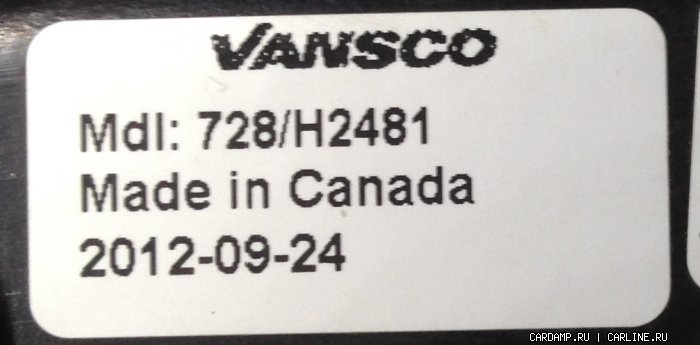 VANSCO
Mdl: 728/H2481
Made in Canada
2012-09-24
CARDAMP.RU | CARLINE.RU